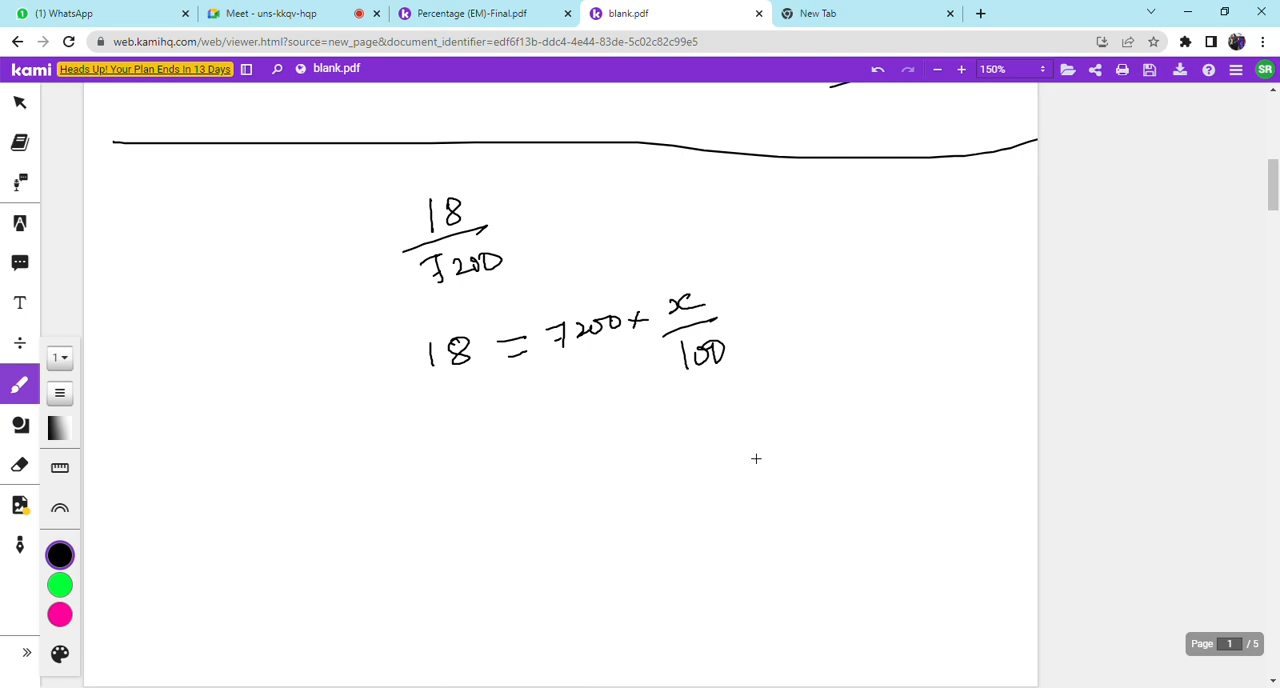 (1) WhatsApp
Meet - uns-kkqv-hqp
Percentage (EM)-Final.pdf
blank.pdf
New Tab
web.kamihq.com/web/viewer.html?source=new_page&document_identifier=edf6f13b-ddc4-4e44-83de-5c02c82c99e5
kami Heads Up! Your Plan Ends In 13 Days blank.pdf 150% SR
18
7200
18 = 7200 × x/100
1
Page 1 / 5